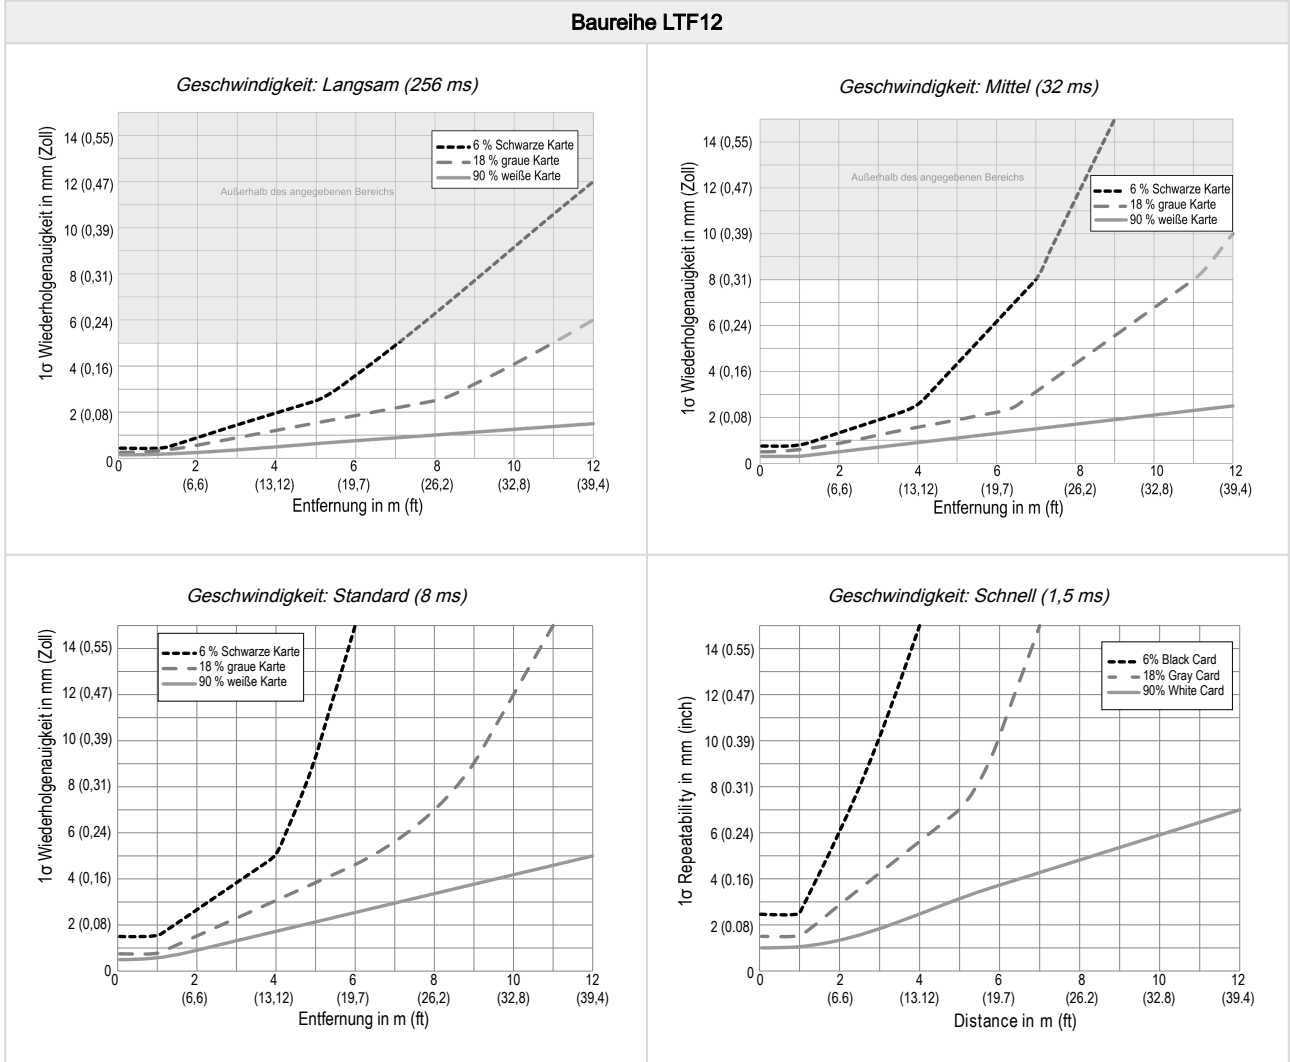 Baureihe LTF12
Geschwindigkeit: Langsam (256 ms)
1σ Wiederholgenauigkeit in mm (Zoll)
14 (0,55)
12 (0,47)
10 (0,39)
8 (0,31)
6 (0,24)
4 (0,16)
2 (0,08)
0
Außerhalb des angegebenen Bereichs
6 % Schwarze Karte
18 % graue Karte
90 % weiße Karte
0 2 4 6 8 10 12
(6,6) (13,12) (19,7) (26,2) (32,8) (39,4)
Entfernung in m (ft)
Geschwindigkeit: Mittel (32 ms)
1σ Wiederholgenauigkeit in mm (Zoll)
14 (0,55)
12 (0,47)
10 (0,39)
8 (0,31)
6 (0,24)
4 (0,16)
2 (0,08)
0
Außerhalb des angegebenen Bereichs
6 % Schwarze Karte
18 % graue Karte
90 % weiße Karte
0 2 4 6 8 10 12
(6,6) (13,12) (19,7) (26,2) (32,8) (39,4)
Entfernung in m (ft)
Geschwindigkeit: Standard (8 ms)
1σ Wiederholgenauigkeit in mm (Zoll)
14 (0,55)
12 (0,47)
10 (0,39)
8 (0,31)
6 (0,24)
4 (0,16)
2 (0,08)
0
6 % Schwarze Karte
18 % graue Karte
90 % weiße Karte
0 2 4 6 8 10 12
(6,6) (13,12) (19,7) (26,2) (32,8) (39,4)
Entfernung in m (ft)
Geschwindigkeit: Schnell (1,5 ms)
1σ Repeatability in mm (inch)
14 (0.55)
12 (0.47)
10 (0.39)
8 (0.31)
6 (0.24)
4 (0.16)
2 (0.08)
0
6% Black Card
18% Gray Card
90% White Card
0 2 4 6 8 10 12
(6.6) (13.12) (19.7) (26.2) (32.8) (39.4)
Distance in m (ft)